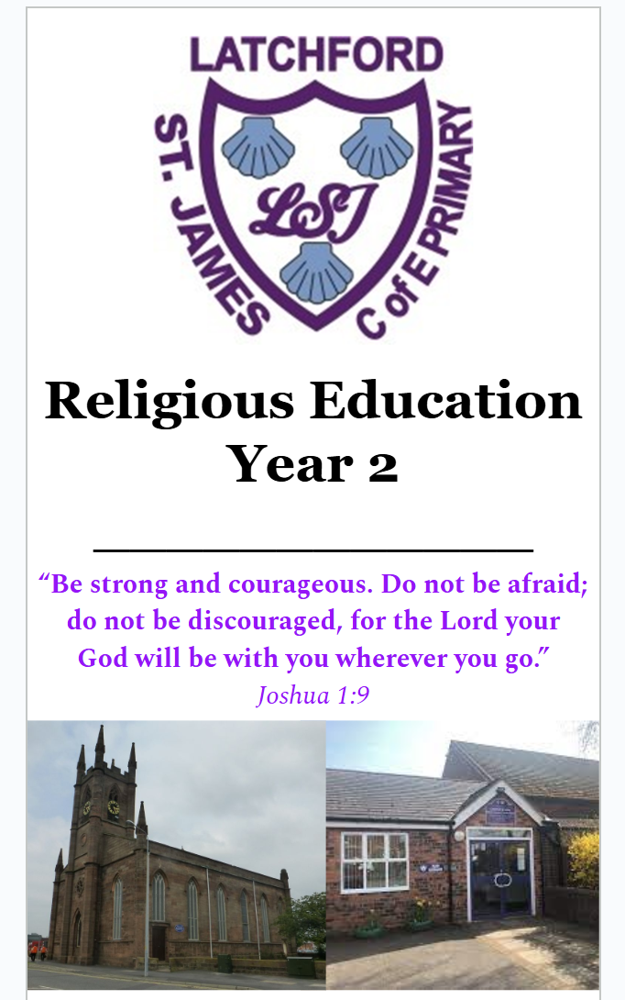 LATCHFORD
ST. JAMES
C of E PRIMARY
LSJ
Religious Education
Year 2
“Be strong and courageous. Do not be afraid;
do not be discouraged, for the Lord your
God will be with you wherever you go.”
Joshua 1:9